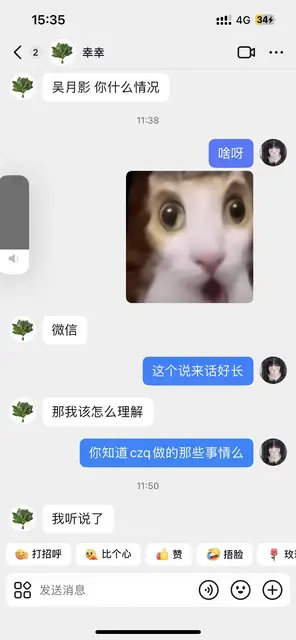 15:35
4G 34
2 幸幸
吴月影 你什么情况
11:38
啥呀
微信
这个说来话好长
那我该怎么理解
你知道czq做的那些事情么
11:50
我听说了
打招呼 比个心 赞 捂脸 玫
发送消息